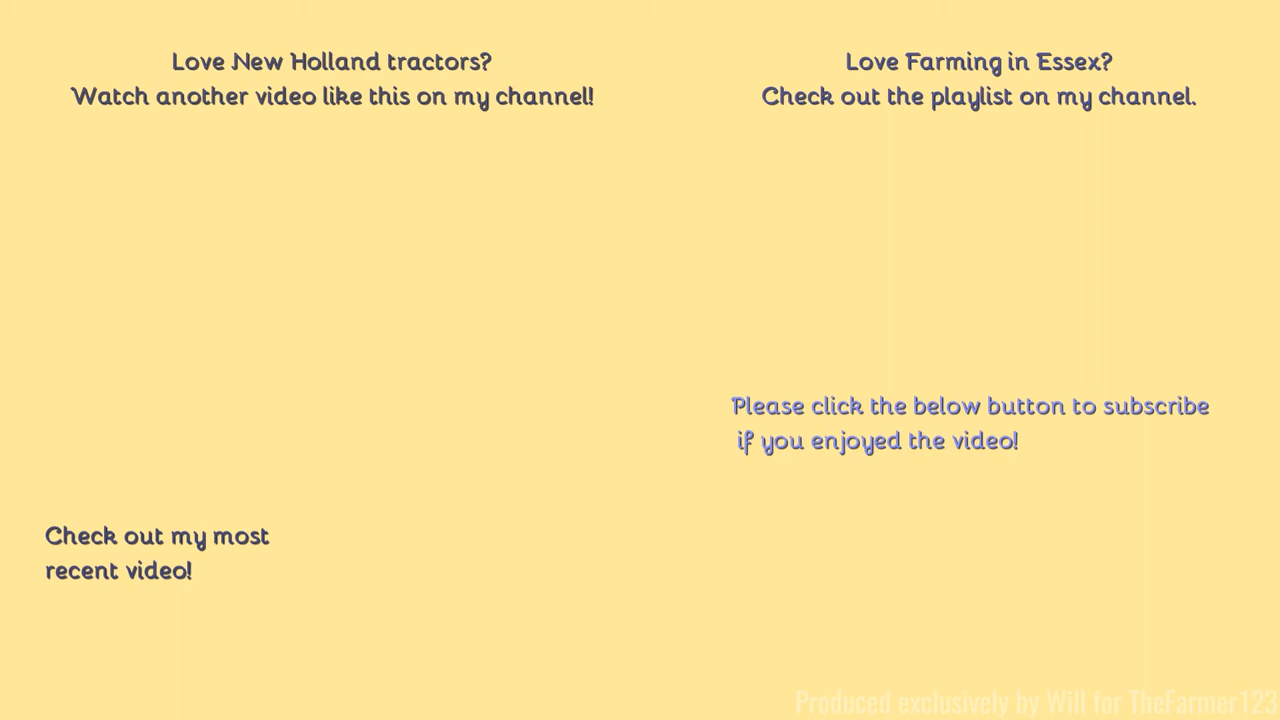 Love New Holland tractors?
Watch another video like this on my channel!
Love Farming in Essex?
Check out the playlist on my channel.
Please click the below button to subscribe
if you enjoyed the video!
Check out my most
recent video!
Produced exclusively by Will for TheFarmer123